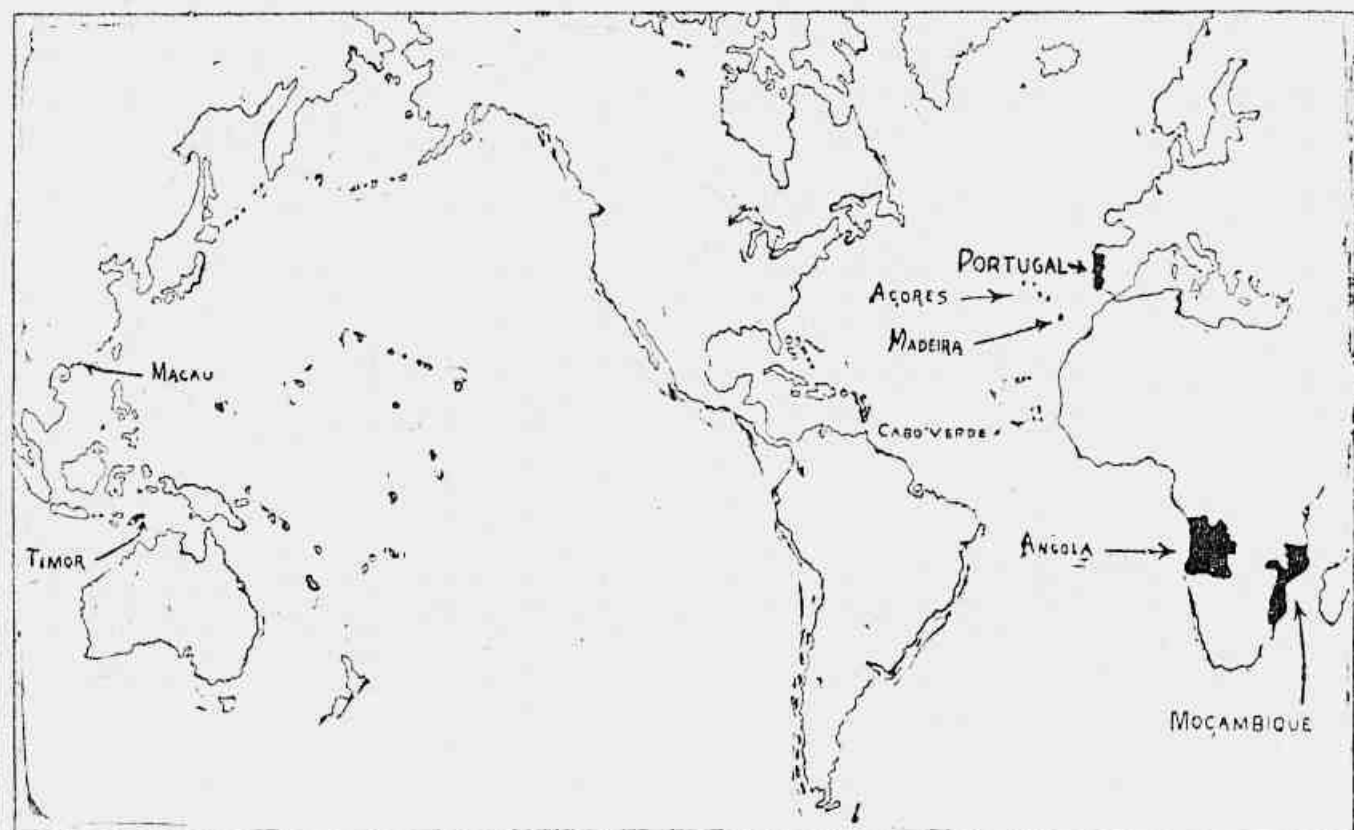 PORTUGAL
AÇORES
MADEIRA
MACAU
CABO VERDE
TIMOR
ANGOLA
MOÇAMBIQUE